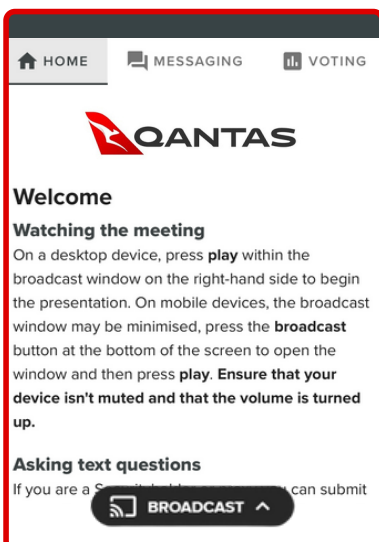 HOME MESSAGING VOTING
QANTAS
Welcome
Watching the meeting
On a desktop device, press play within the
broadcast window on the right-hand side to begin
the presentation. On mobile devices, the broadcast
window may be minimised, press the broadcast
button at the bottom of the screen to open the
window and then press play. Ensure that your
device isn't muted and that the volume is turned
up.
Asking text questions
If you are a can submit
BROADCAST